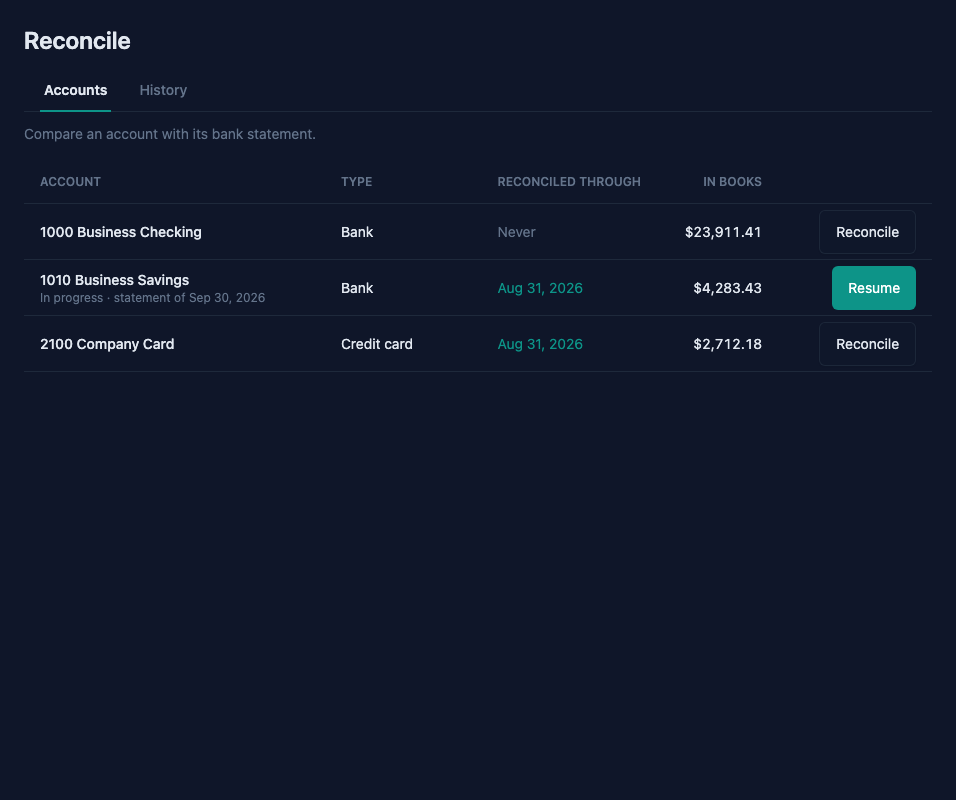 Reconcile
Accounts History
Compare an account with its bank statement.
ACCOUNT TYPE RECONCILED THROUGH IN BOOKS
1000 Business Checking Bank Never $23,911.41 Reconcile
1010 Business Savings Bank Aug 31, 2026 $4,283.43 Resume
In progress · statement of Sep 30, 2026
2100 Company Card Credit card Aug 31, 2026 $2,712.18 Reconcile